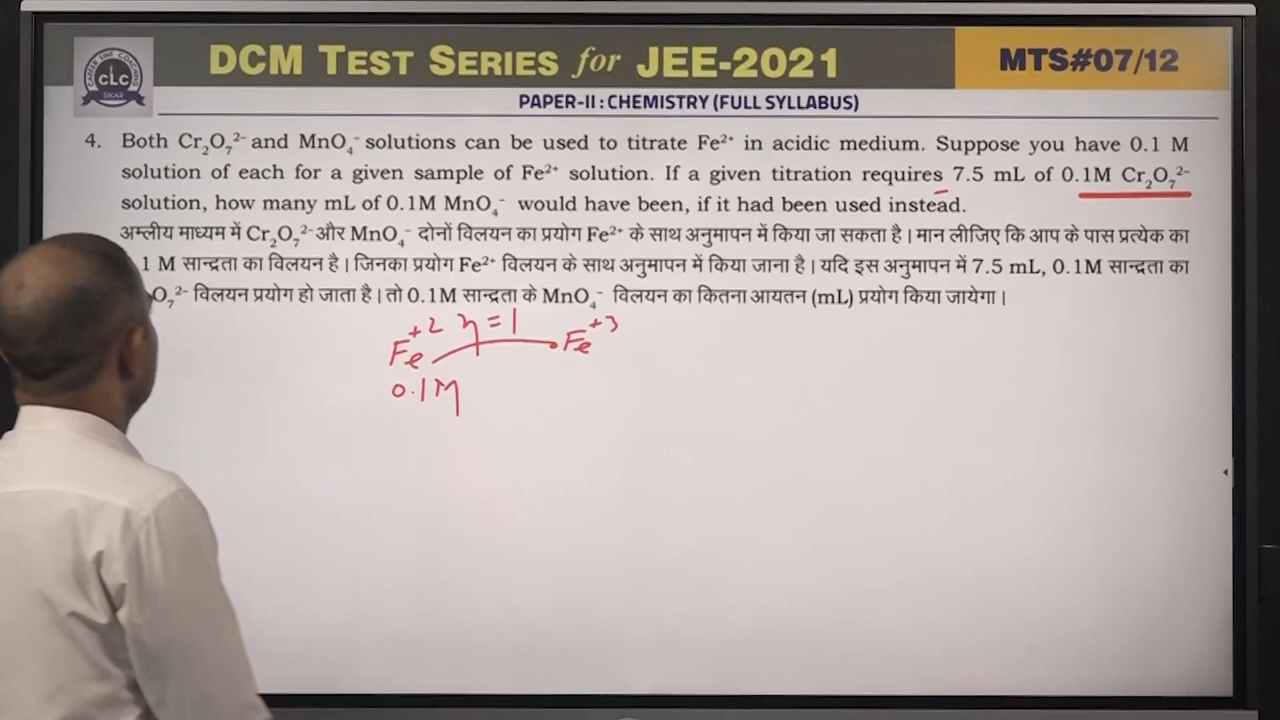 CAREER LINE COACHING
CLC
SIKAR
DCM TEST SERIES for JEE-2021
MTS#07/12
PAPER-II : CHEMISTRY (FULL SYLLABUS)
4. Both Cr₂O₇²⁻ and MnO₄⁻ solutions can be used to titrate Fe²⁺ in acidic medium. Suppose you have 0.1 M
solution of each for a given sample of Fe²⁺ solution. If a given titration requires 7.5 mL of 0.1M Cr₂O₇²⁻
solution, how many mL of 0.1M MnO₄⁻ would have been, if it had been used instead.
अम्लीय माध्यम में Cr₂O₇²⁻ और MnO₄⁻ दोनों विलयन का प्रयोग Fe²⁺ के साथ अनुमापन में किया जा सकता है। मान लीजिए कि आप के पास प्रत्येक का
1 M सान्द्रता का विलयन है। जिनका प्रयोग Fe²⁺ विलयन के साथ अनुमापन में किया जाना है। यदि इस अनुमापन में 7.5 mL, 0.1M सान्द्रता का
O₇²⁻ विलयन प्रयोग हो जाता है। तो 0.1M सान्द्रता के MnO₄⁻ विलयन का कितना आयतन (mL) प्रयोग किया जायेगा।
Fe⁺² η = 1 Fe⁺³
0.1M